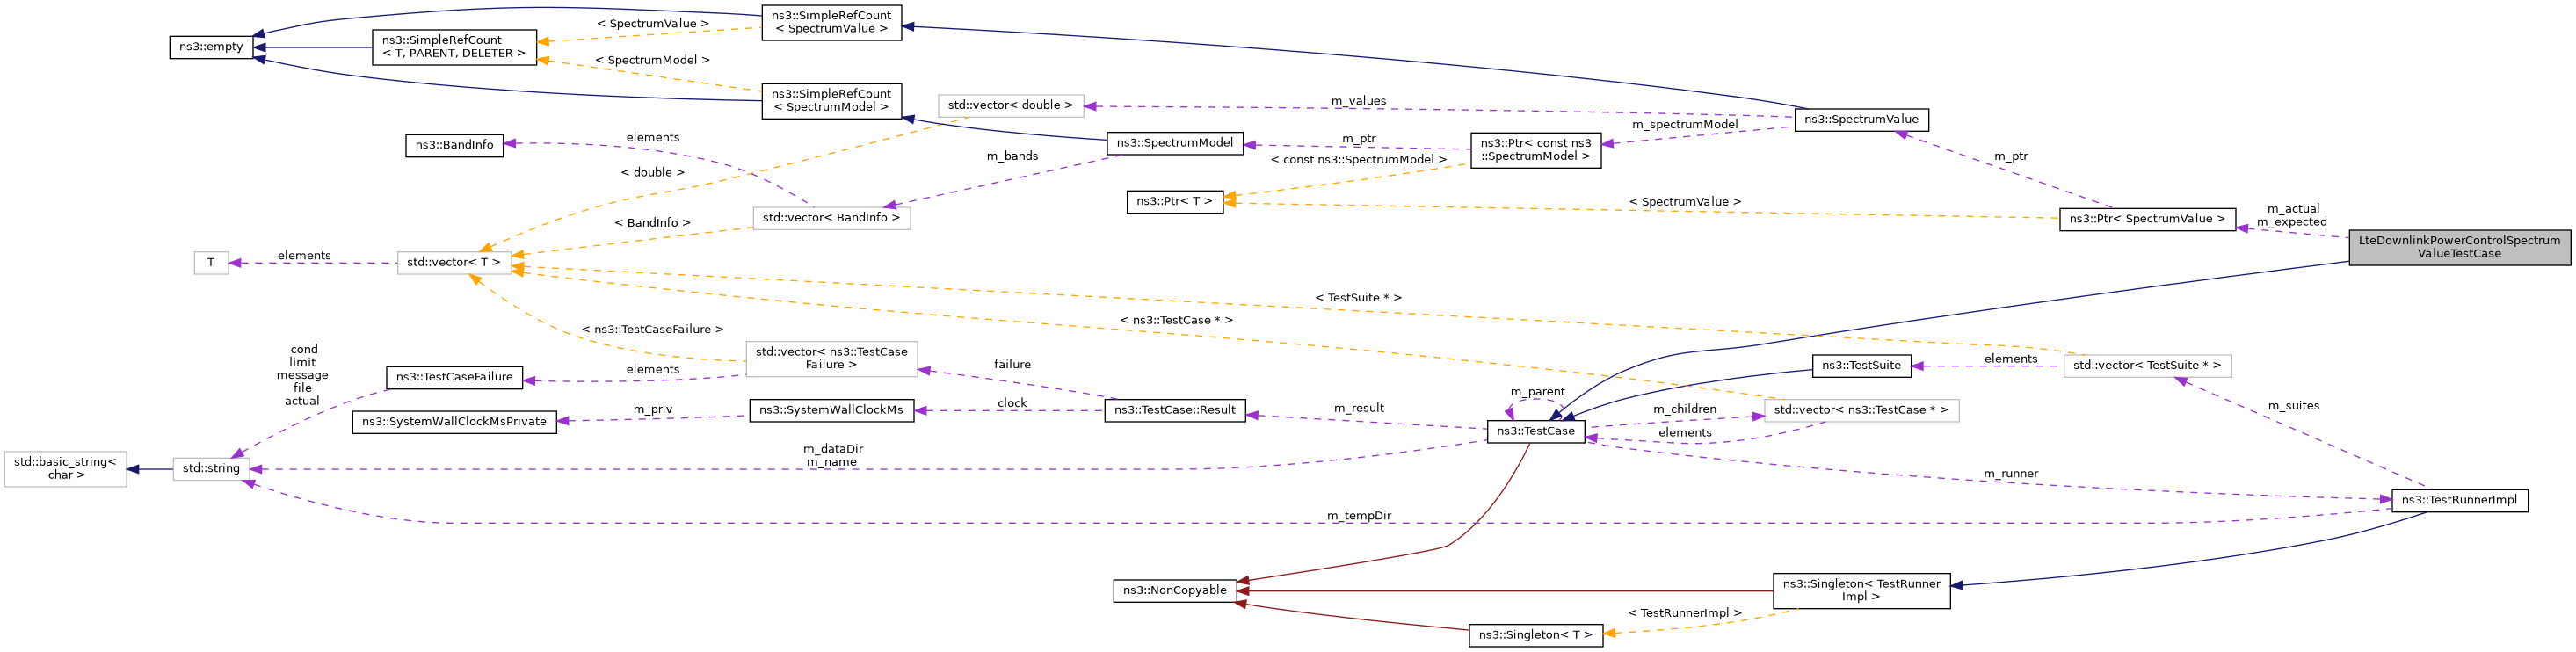 ns3::SimpleRefCount
< SpectrumValue >
< SpectrumValue >
ns3::empty
ns3::SimpleRefCount
< T, PARENT, DELETER >
< SpectrumModel >
ns3::SimpleRefCount
< SpectrumModel >
std::vector< double >
m_values
ns3::SpectrumValue
m_spectrumModel
ns3::BandInfo
elements
ns3::SpectrumModel
m_ptr
ns3::Ptr< const ns3
::SpectrumModel >
m_bands
< const ns3::SpectrumModel >
m_ptr
< double >
ns3::Ptr< T >
< SpectrumValue >
std::vector< BandInfo >
< BandInfo >
ns3::Ptr< SpectrumValue >
m_actual
m_expected
LteDownlinkPowerControlSpectrum
ValueTestCase
T
elements
std::vector< T >
< TestSuite * >
< ns3::TestCase * >
< ns3::TestCaseFailure >
cond
limit
message
file
actual
std::vector< ns3::TestCase
Failure >
failure
ns3::TestCaseFailure
elements
ns3::TestSuite
elements
std::vector< TestSuite * >
m_parent
ns3::SystemWallClockMsPrivate
m_priv
ns3::SystemWallClockMs
clock
ns3::TestCase::Result
m_result
ns3::TestCase
m_children
elements
std::vector< ns3::TestCase * >
m_suites
std::basic_string<
char >
std::string
m_dataDir
m_name
m_runner
ns3::TestRunnerImpl
m_tempDir
ns3::NonCopyable
ns3::Singleton< TestRunner
Impl >
< TestRunnerImpl >
ns3::Singleton< T >